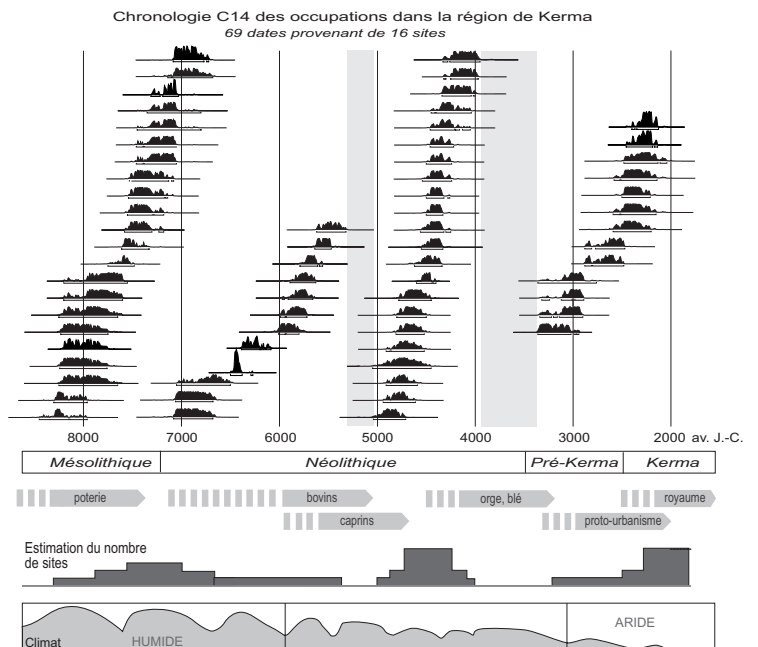 Chronologie C14 des occupations dans la région de Kerma
69 dates provenant de 16 sites
8000 7000 6000 5000 4000 3000 2000 av. J.-C.
Mésolithique Néolithique Pré-Kerma Kerma
poterie bovins orge, blé royaume
caprins proto-urbanisme
Estimation du nombre
de sites
ARIDE
Climat HUMIDE